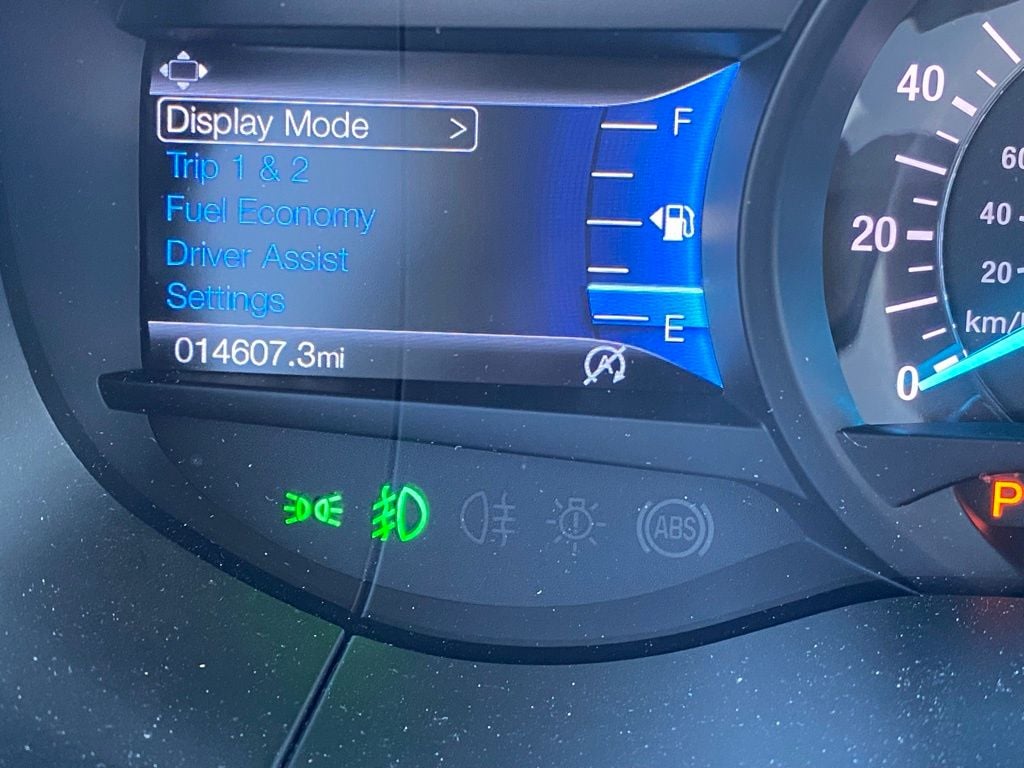 Display Mode >
Trip 1 & 2
Fuel Economy
Driver Assist
Settings
014607.3mi
F
E
A
ABS
40
20
0
60
40
20
P